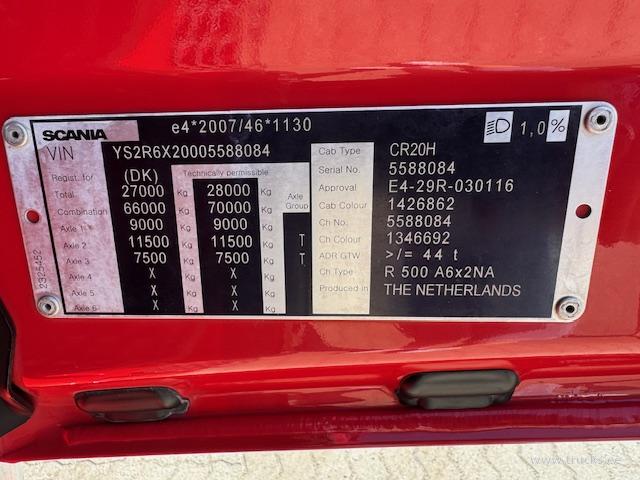 SCANIA e4*2007/46*1130 1,0%
VIN YS2R6X20005588084 Cab Type CR20H
Regist. for (DK) Technically permissible Serial No. 5588084
Total 27000 Kg 28000 Kg Axle Group Approval E4-29R-030116
Combination 66000 Kg 70000 Kg Cab Colour 1426862
Axle 1 9000 Kg 9000 Kg Ch No. 5588084
Axle 2 11500 Kg 11500 Kg T Ch Colour 1346692
Axle 3 7500 Kg 7500 Kg T ADR GTW >/= 44 t
Axle 4 X Kg X Kg Ch Type R 500 A6x2NA
Axle 5 X Kg X Kg Produced in THE NETHERLANDS
Axle 6 X Kg X Kg
2325452
www.trucks.ee